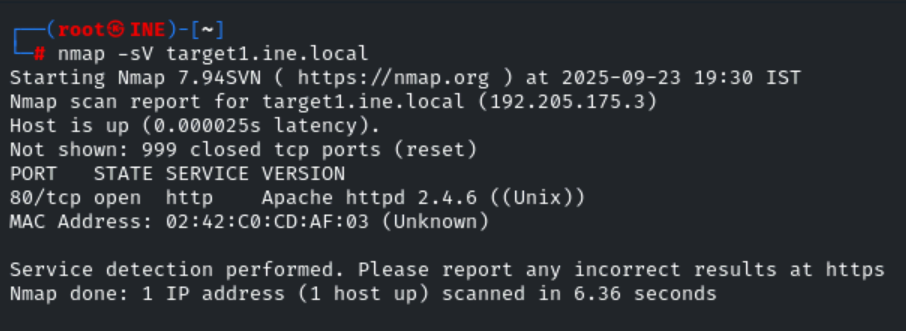 ┌──(root㉿INE)-[~]
└─# nmap -sV target1.ine.local
Starting Nmap 7.94SVN ( https://nmap.org ) at 2025-09-23 19:30 IST
Nmap scan report for target1.ine.local (192.205.175.3)
Host is up (0.000025s latency).
Not shown: 999 closed tcp ports (reset)
PORT   STATE SERVICE VERSION
80/tcp open  http    Apache httpd 2.4.6 ((Unix))
MAC Address: 02:42:C0:CD:AF:03 (Unknown)

Service detection performed. Please report any incorrect results at https
Nmap done: 1 IP address (1 host up) scanned in 6.36 seconds